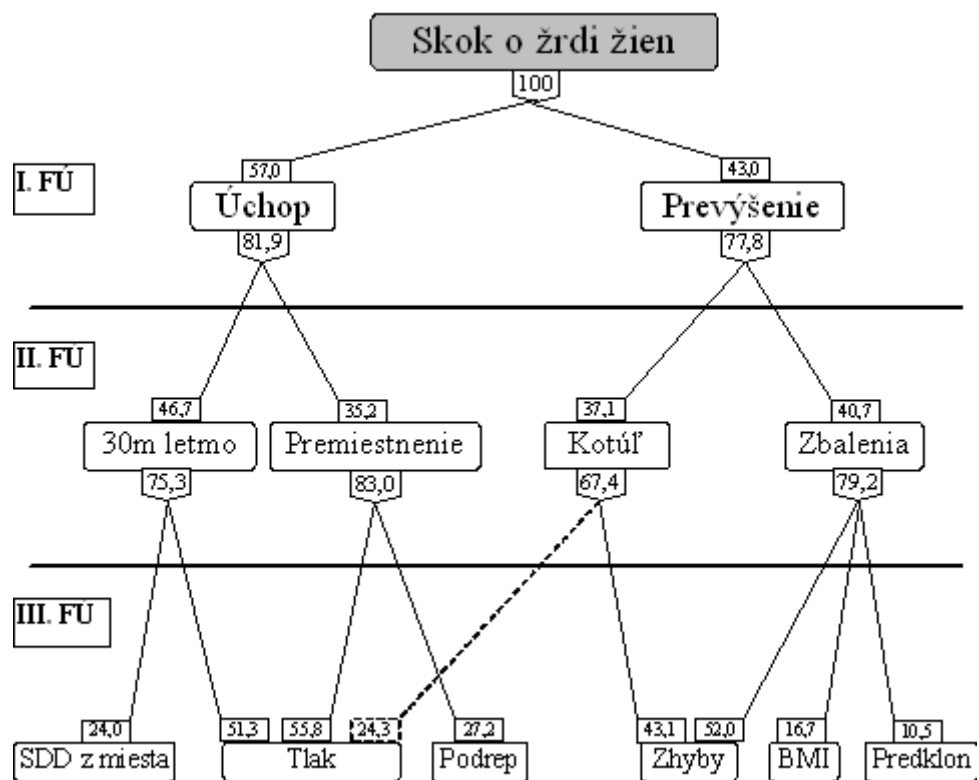 Skok o žrdi žien
100
I. FÚ
57,0
43,0
Úchop
Prevýšenie
81,9
77,8
II. FÚ
46,7
35,2
37,1
40,7
30m letmo
Premiestnenie
Kotúľ
Zbalenia
75,3
83,0
67,4
79,2
III. FÚ
24,0
51,3
55,8
24,3
27,2
43,1
52,0
16,7
10,5
SDD z miesta
Tlak
Podrep
Zhyby
BMI
Predklon